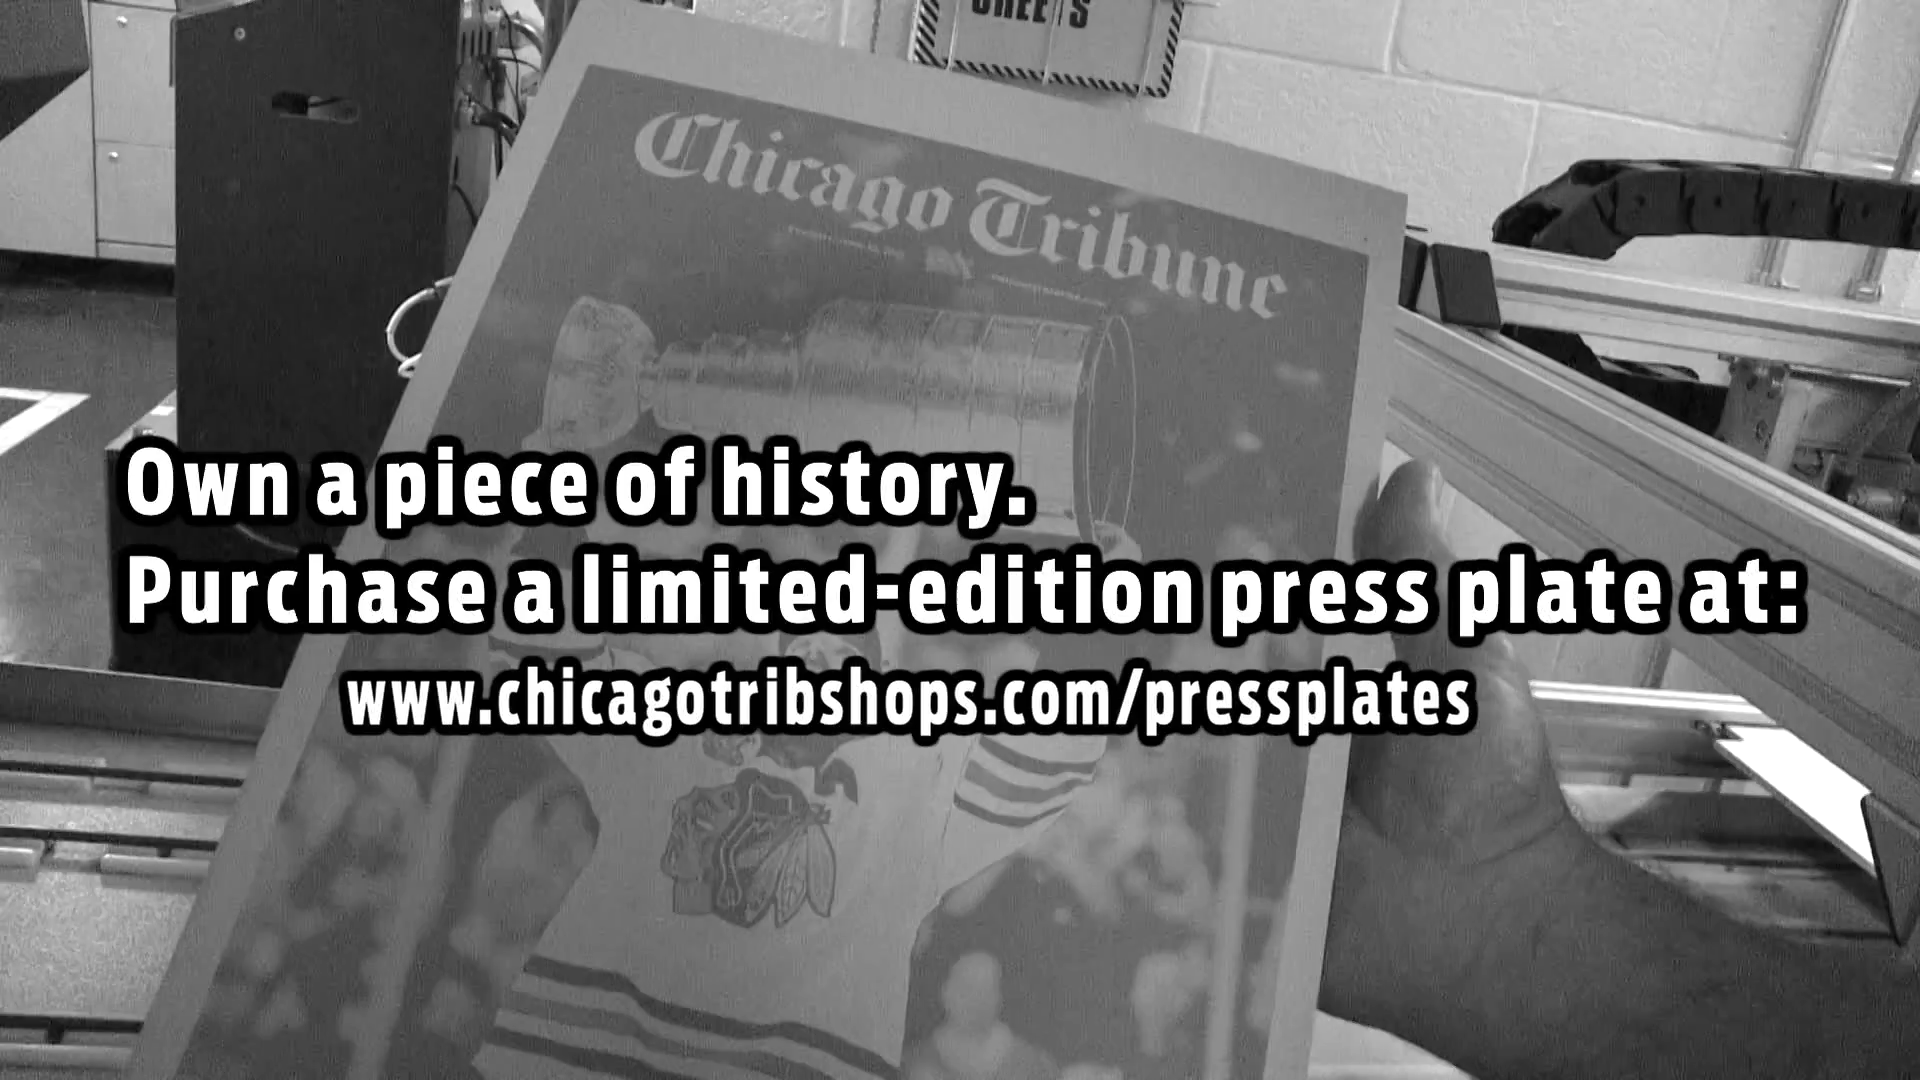 Chicago Tribune
Own a piece of history.
Purchase a limited-edition press plate at:
www.chicagotribshops.com/pressplates